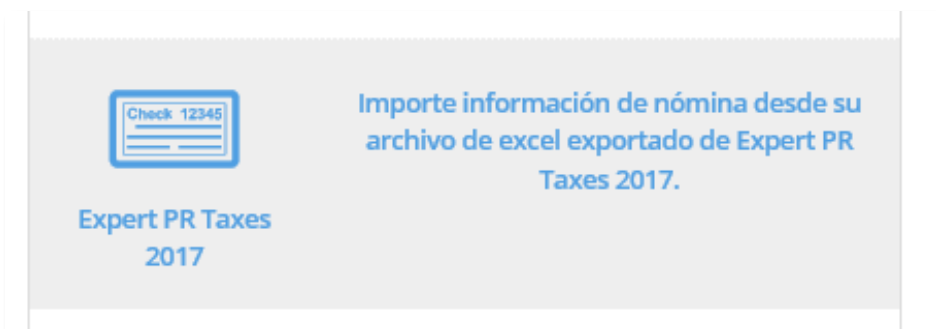 Check 12345
Expert PR Taxes
2017
Importe información de nómina desde su
archivo de excel exportado de Expert PR
Taxes 2017.